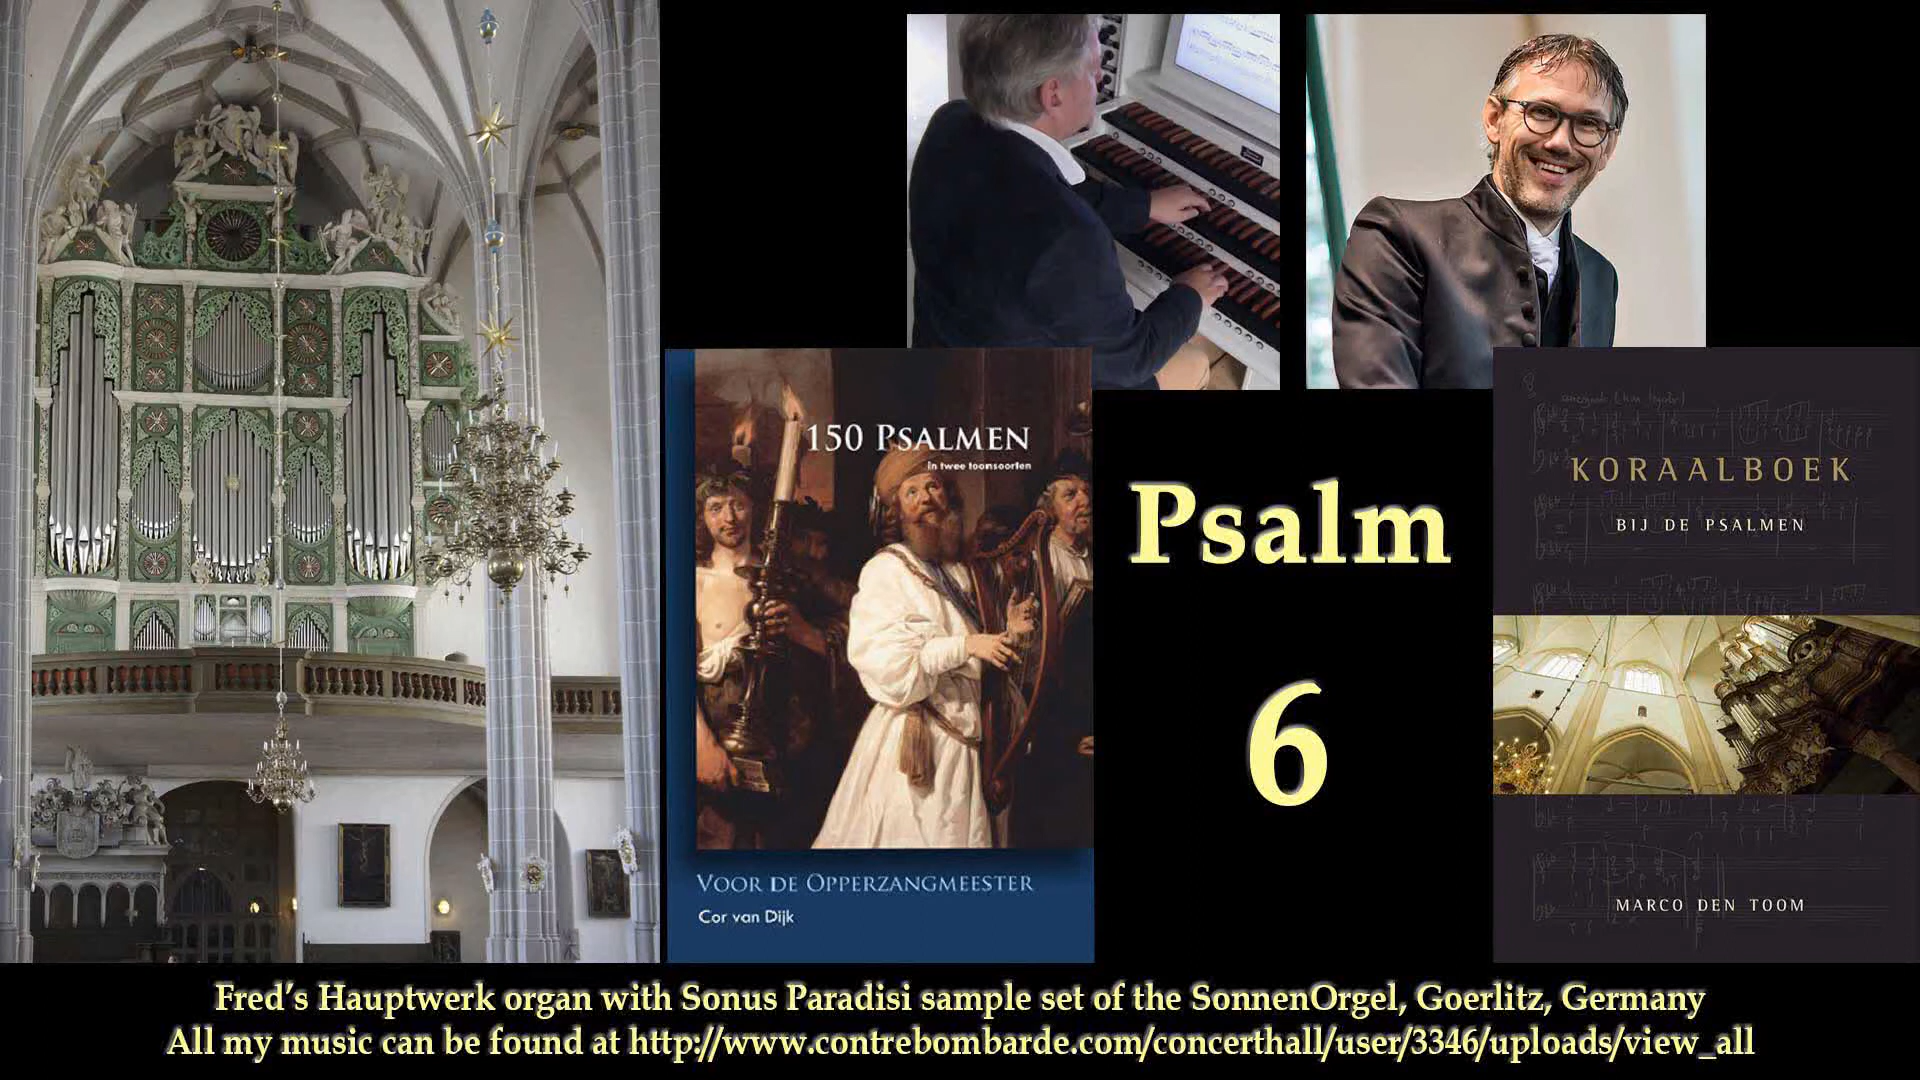 150 PSALMEN
in twee toonsoorten
VOOR DE OPPERZANGMEESTER
Cor van Dijk
Psalm
6
KORAALBOEK
BIJ DE PSALMEN
MARCO DEN TOOM
Fred's Hauptwerk organ with Sonus Paradisi sample set of the SonnenOrgel, Goerlitz, Germany
All my music can be found at http://www.contrebombarde.com/concerthall/user/3346/uploads/view_all